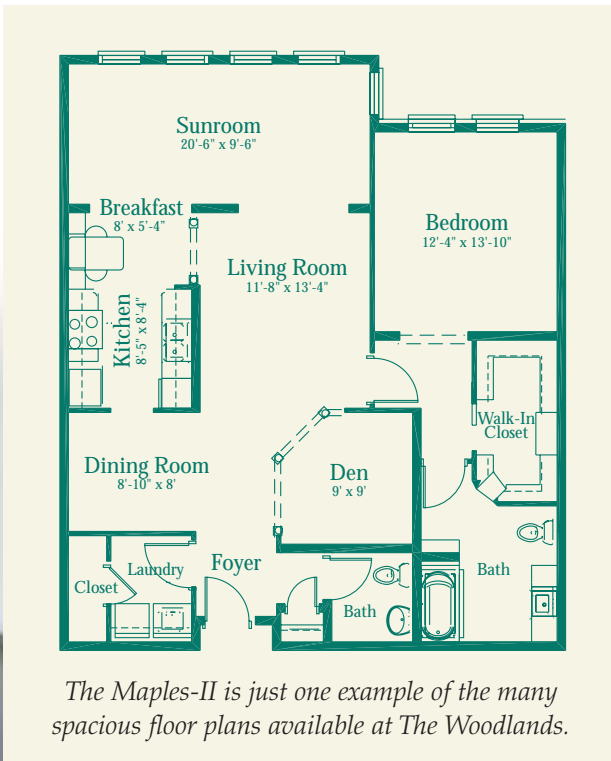 Sunroom
20'-6" x 9'-6"
Breakfast
8' x 5'-4"
Bedroom
12'-4" x 13'-10"
Living Room
11'-8" x 13'-4"
Kitchen
8'-5" x 8'-4"
Walk-In
Closet
Dining Room
8'-10" x 8'
Den
9' x 9'
Foyer
Laundry
Closet
Bath
Bath
The Maples-II is just one example of the many
spacious floor plans available at The Woodlands.